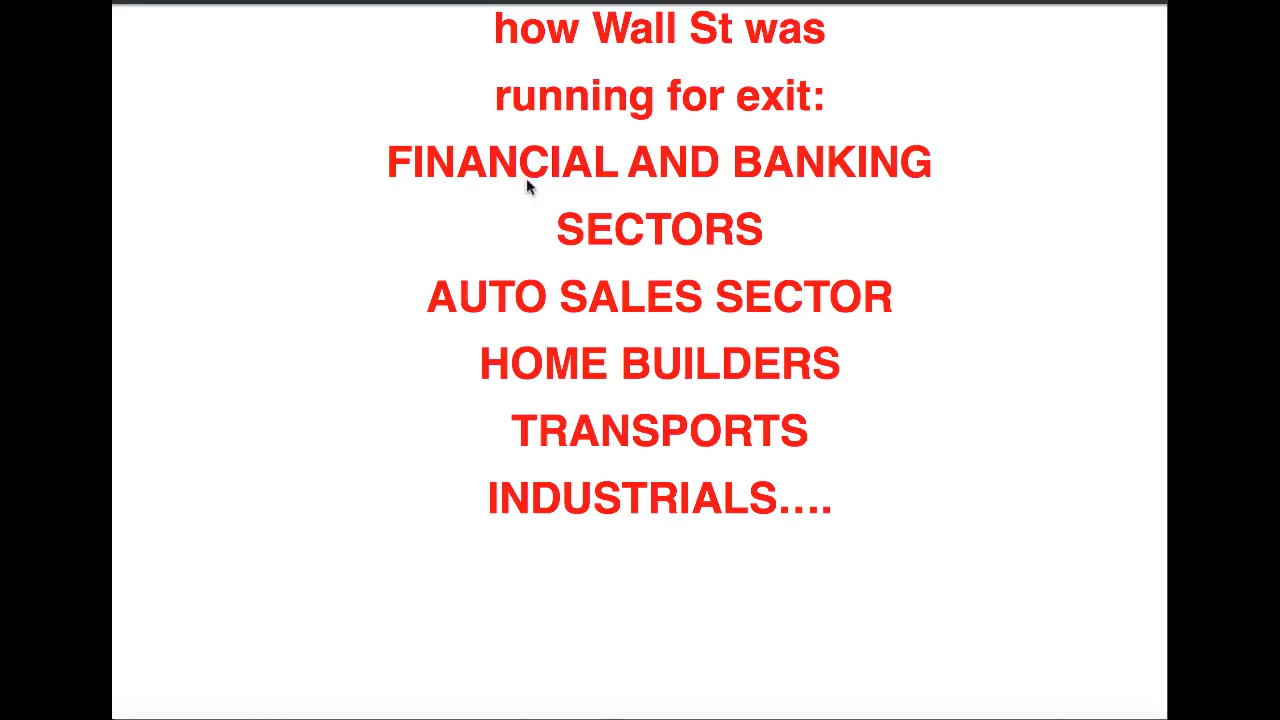 how Wall St was
running for exit:
FINANCIAL AND BANKING
SECTORS
AUTO SALES SECTOR
HOME BUILDERS
TRANSPORTS
INDUSTRIALS….